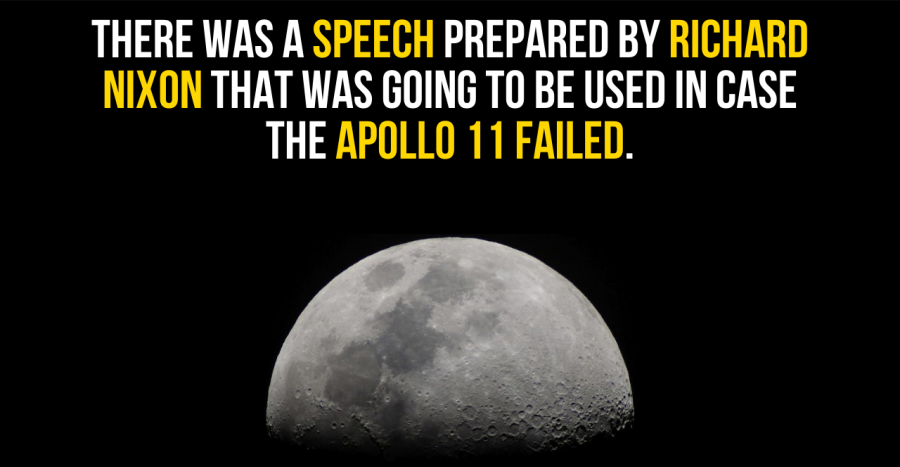 THERE WAS A SPEECH PREPARED BY RICHARD
NIXON THAT WAS GOING TO BE USED IN CASE
THE APOLLO 11 FAILED.